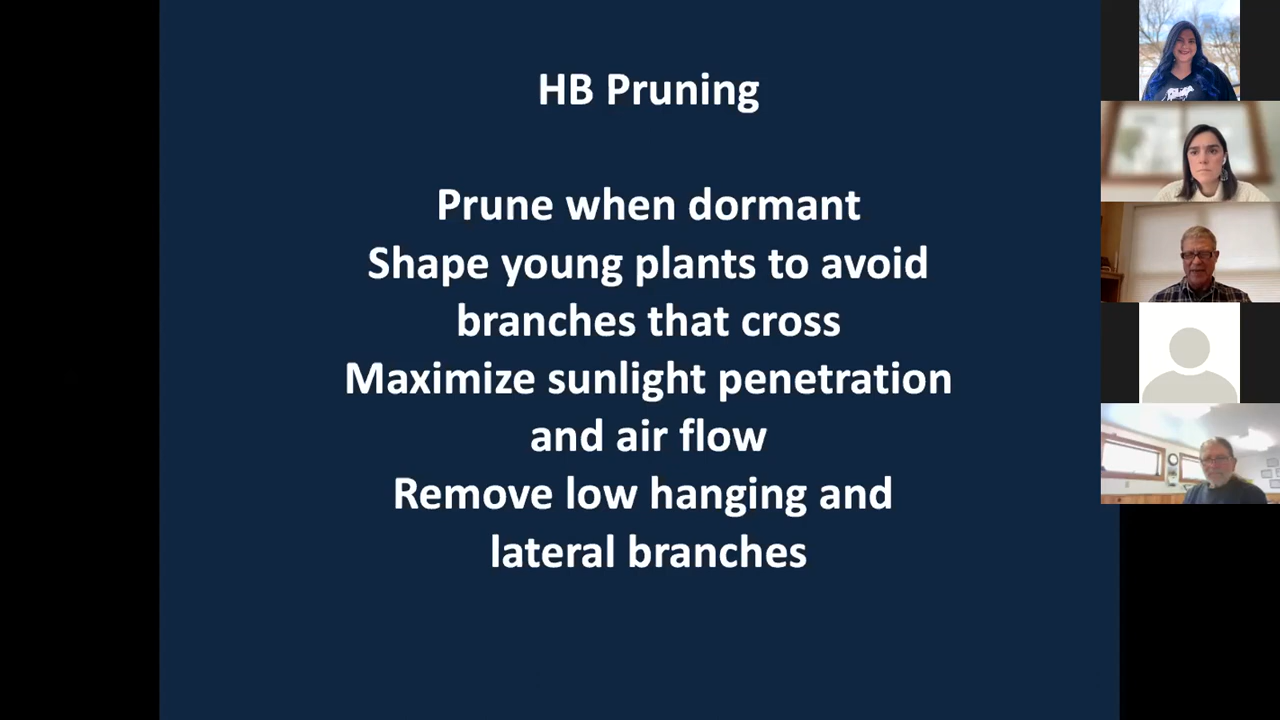 HB Pruning
Prune when dormant
Shape young plants to avoid
branches that cross
Maximize sunlight penetration
and air flow
Remove low hanging and
lateral branches